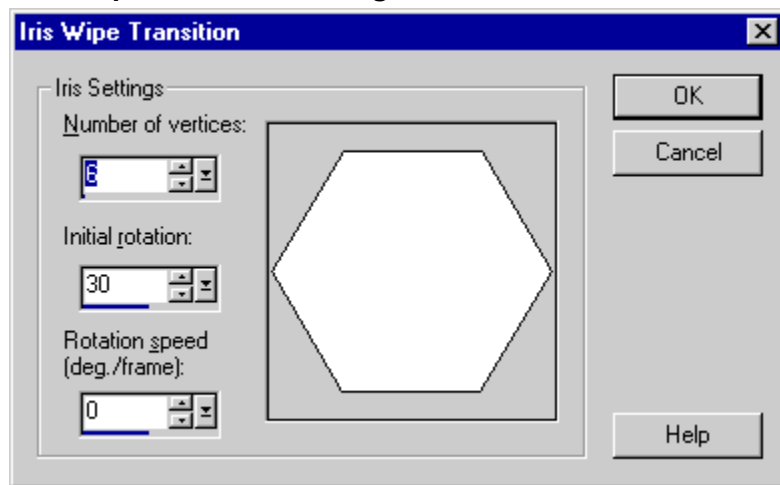 Iris Wipe Transition
Iris Settings
Number of vertices:
6
Initial rotation:
30
Rotation speed
(deg./frame):
0
OK
Cancel
Help